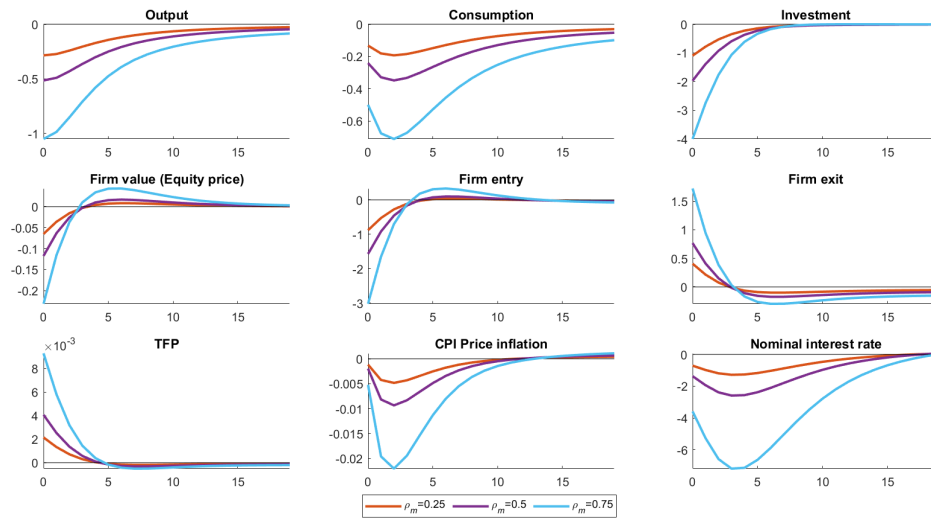 Output
0
-0.5
-1
0 5 10 15
Consumption
0
-0.2
-0.4
-0.6
0 5 10 15
Investment
0
-1
-2
-3
-4
0 5 10 15
Firm value (Equity price)
0
-0.05
-0.1
-0.15
-0.2
0 5 10 15
Firm entry
0
-1
-2
-3
0 5 10 15
Firm exit
1.5
1
0.5
0
0 5 10 15
TFP
×10⁻³
8
6
4
2
0
0 5 10 15
CPI Price inflation
0
-0.005
-0.01
-0.015
-0.02
0 5 10 15
Nominal interest rate
0
-2
-4
-6
0 5 10 15
ρₘ=0.25 ρₘ=0.5 ρₘ=0.75